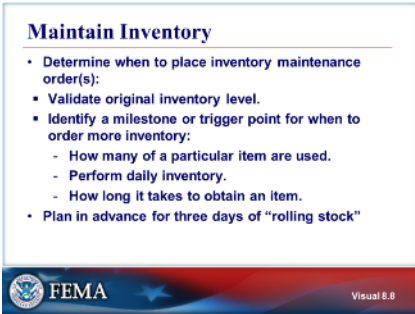 Maintain Inventory
• Determine when to place inventory maintenance
order(s):
▪ Validate original inventory level.
▪ Identify a milestone or trigger point for when to
order more inventory:
- How many of a particular item are used.
- Perform daily inventory.
- How long it takes to obtain an item.
• Plan in advance for three days of “rolling stock”
FEMA
Visual 8.8